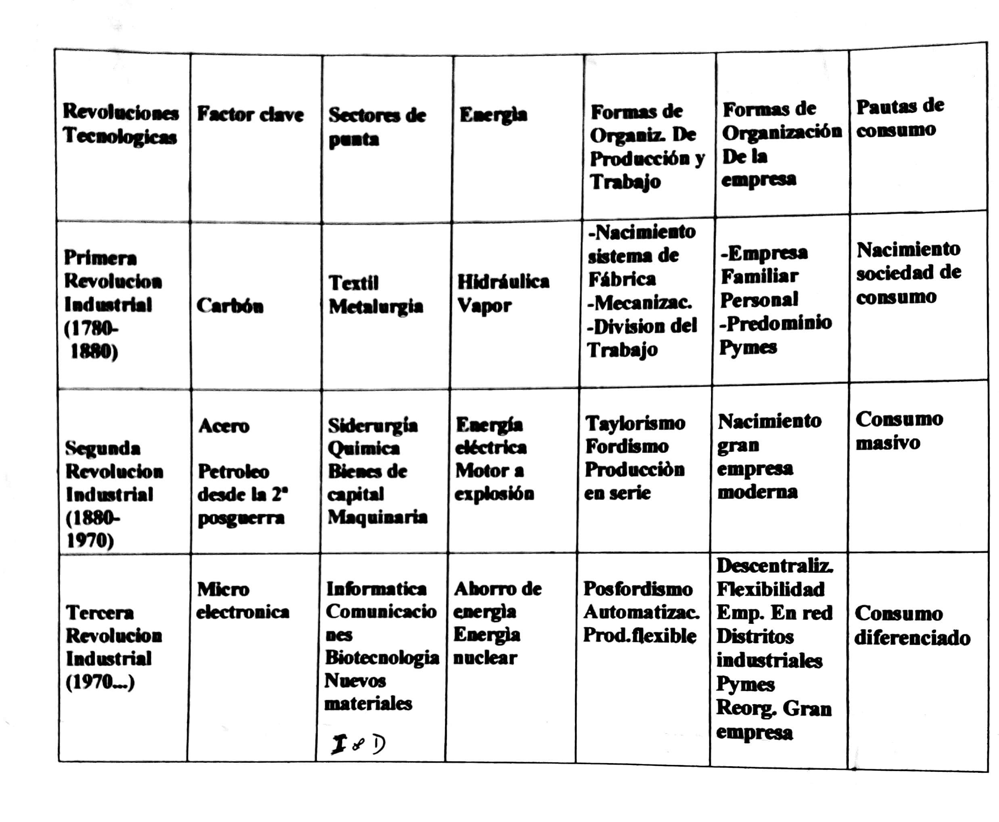 Revoluciones
Tecnologicas
Factor clave
Sectores de
punta
Energìa
Formas de
Organiz. De
Producción y
Trabajo
Formas de
Organización
De la
empresa
Pautas de
consumo
Primera
Revolucion
Industrial
(1780-
1880)
Carbón
Textil
Metalurgia
Hidráulica
Vapor
-Nacimiento
sistema de
Fábrica
-Mecanizac.
-Division del
Trabajo
-Empresa
Familiar
Personal
-Predominio
Pymes
Nacimiento
sociedad de
consumo
Segunda
Revolucion
Industrial
(1880-
1970)
Acero
Petroleo
desde la 2ª
posguerra
Siderurgía
Quimica
Bienes de
capital
Maquinaria
Energía
eléctrica
Motor a
explosión
Taylorismo
Fordismo
Producciòn
en serie
Nacimiento
gran
empresa
moderna
Consumo
masivo
Tercera
Revolucion
Industrial
(1970...)
Micro
electronica
Informatica
Comunicacio
nes
Biotecnologia
Nuevos
materiales
I & D
Ahorro de
energìa
Energìa
nuclear
Posfordismo
Automatizac.
Prod.flexible
Descentraliz.
Flexibilidad
Emp. En red
Distritos
industriales
Pymes
Reorg. Gran
empresa
Consumo
diferenciado